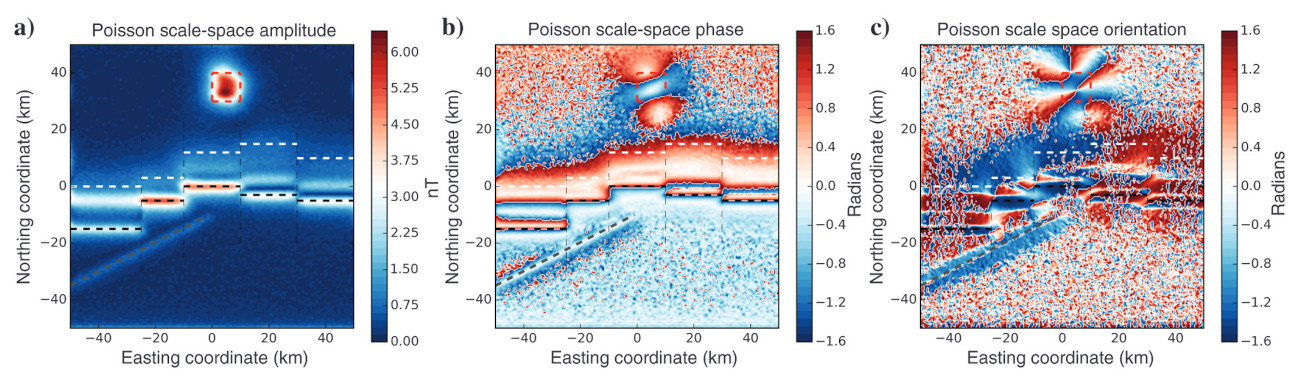 a) Poisson scale-space amplitude
40
20
0
−20
−40
−40 −20 0 20 40
Northing coordinate (km)
Easting coordinate (km)
6.00
5.25
4.50
3.75
3.00
2.25
1.50
0.75
0.00
nT
b) Poisson scale-space phase
40
20
0
−20
−40
−40 −20 0 20 40
Northing coordinate (km)
Easting coordinate (km)
1.6
1.2
0.8
0.4
0.0
−0.4
−0.8
−1.2
−1.6
Radians
c) Poisson scale space orientation
40
20
0
−20
−40
−40 −20 0 20 40
Northing coordinate (km)
Easting coordinate (km)
1.6
1.2
0.8
0.4
0.0
−0.4
−0.8
−1.2
−1.6
Radians